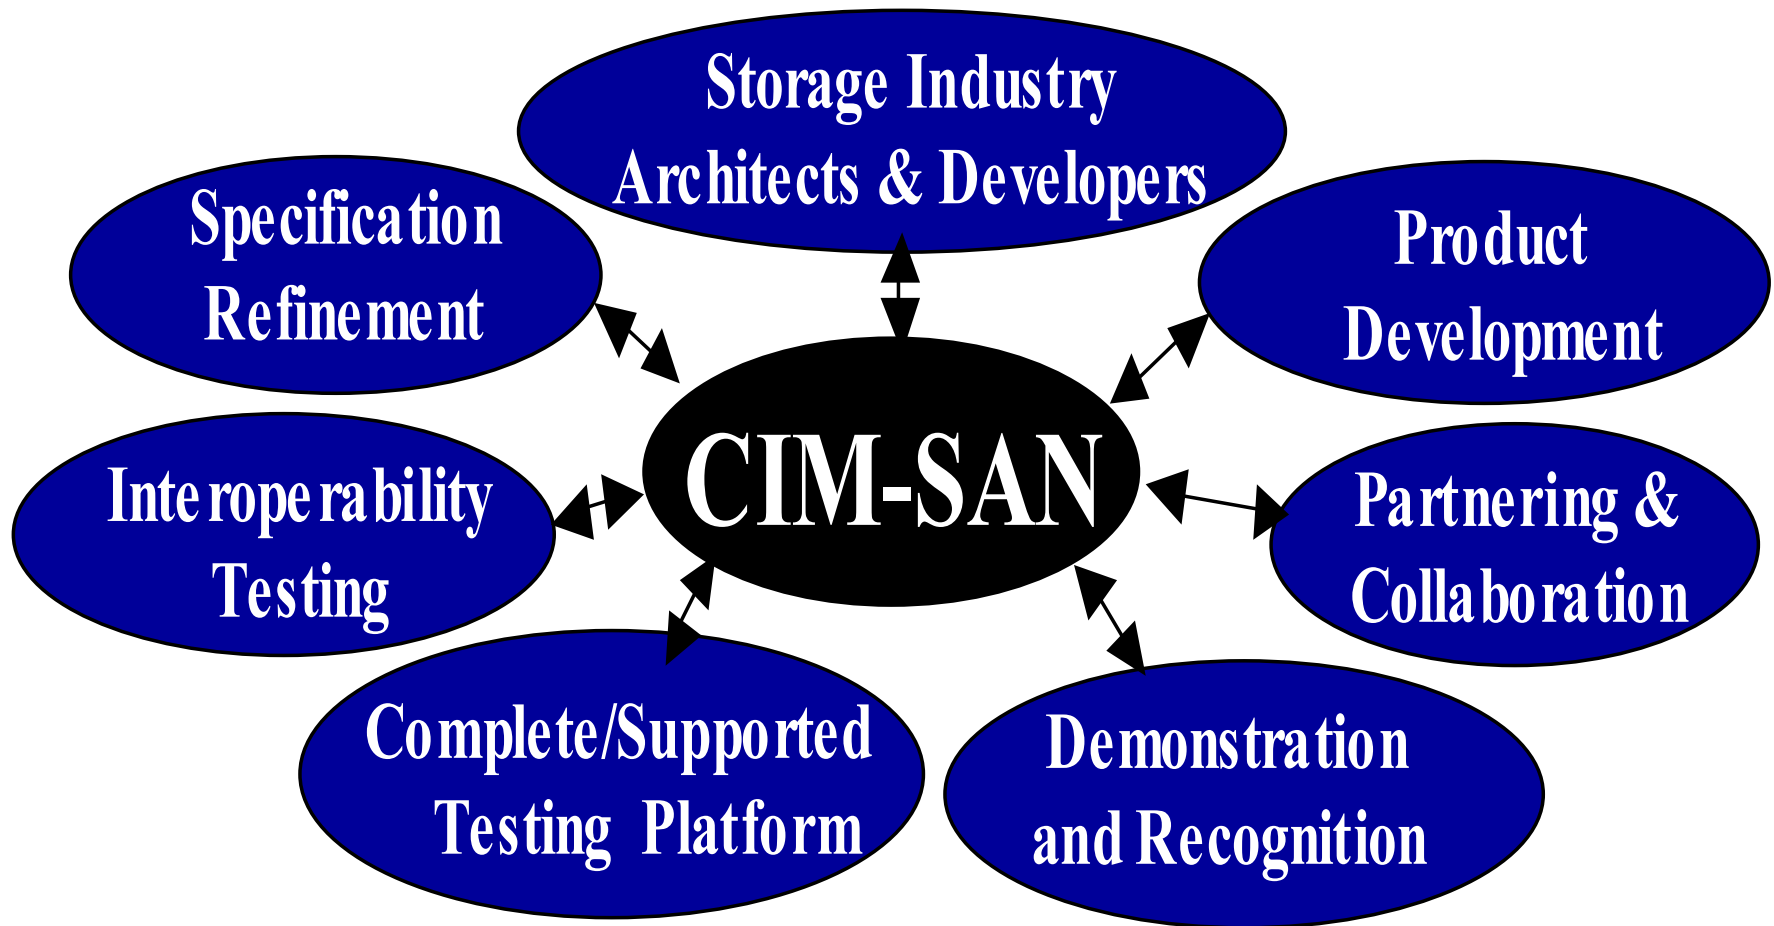 Storage Industry
Architects & Developers
Specification
Refinement
Product
Development
CIM-SAN
Interoperability
Testing
Partnering &
Collaboration
Complete/Supported
Testing Platform
Demonstration
and Recognition